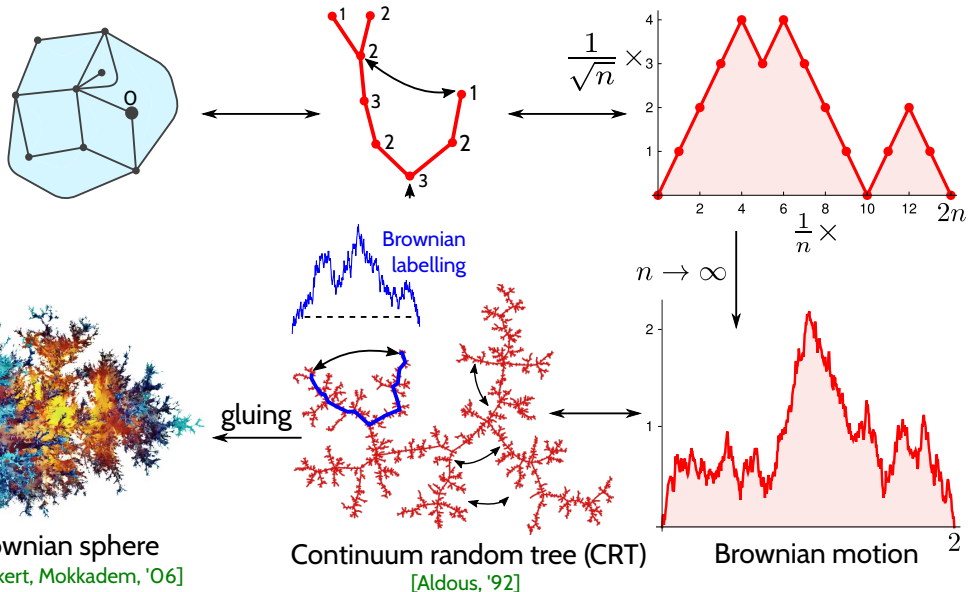 0
1
2
2
3
2
3
2
1
1/√n ×
4
3
2
1
2
4
6
8
10
12
2n
1/n ×
n → ∞
Brownian
labelling
gluing
2
1
2
sphere
Mokkadem, '06]
Continuum random tree (CRT)
[Aldous, '92]
Brownian motion